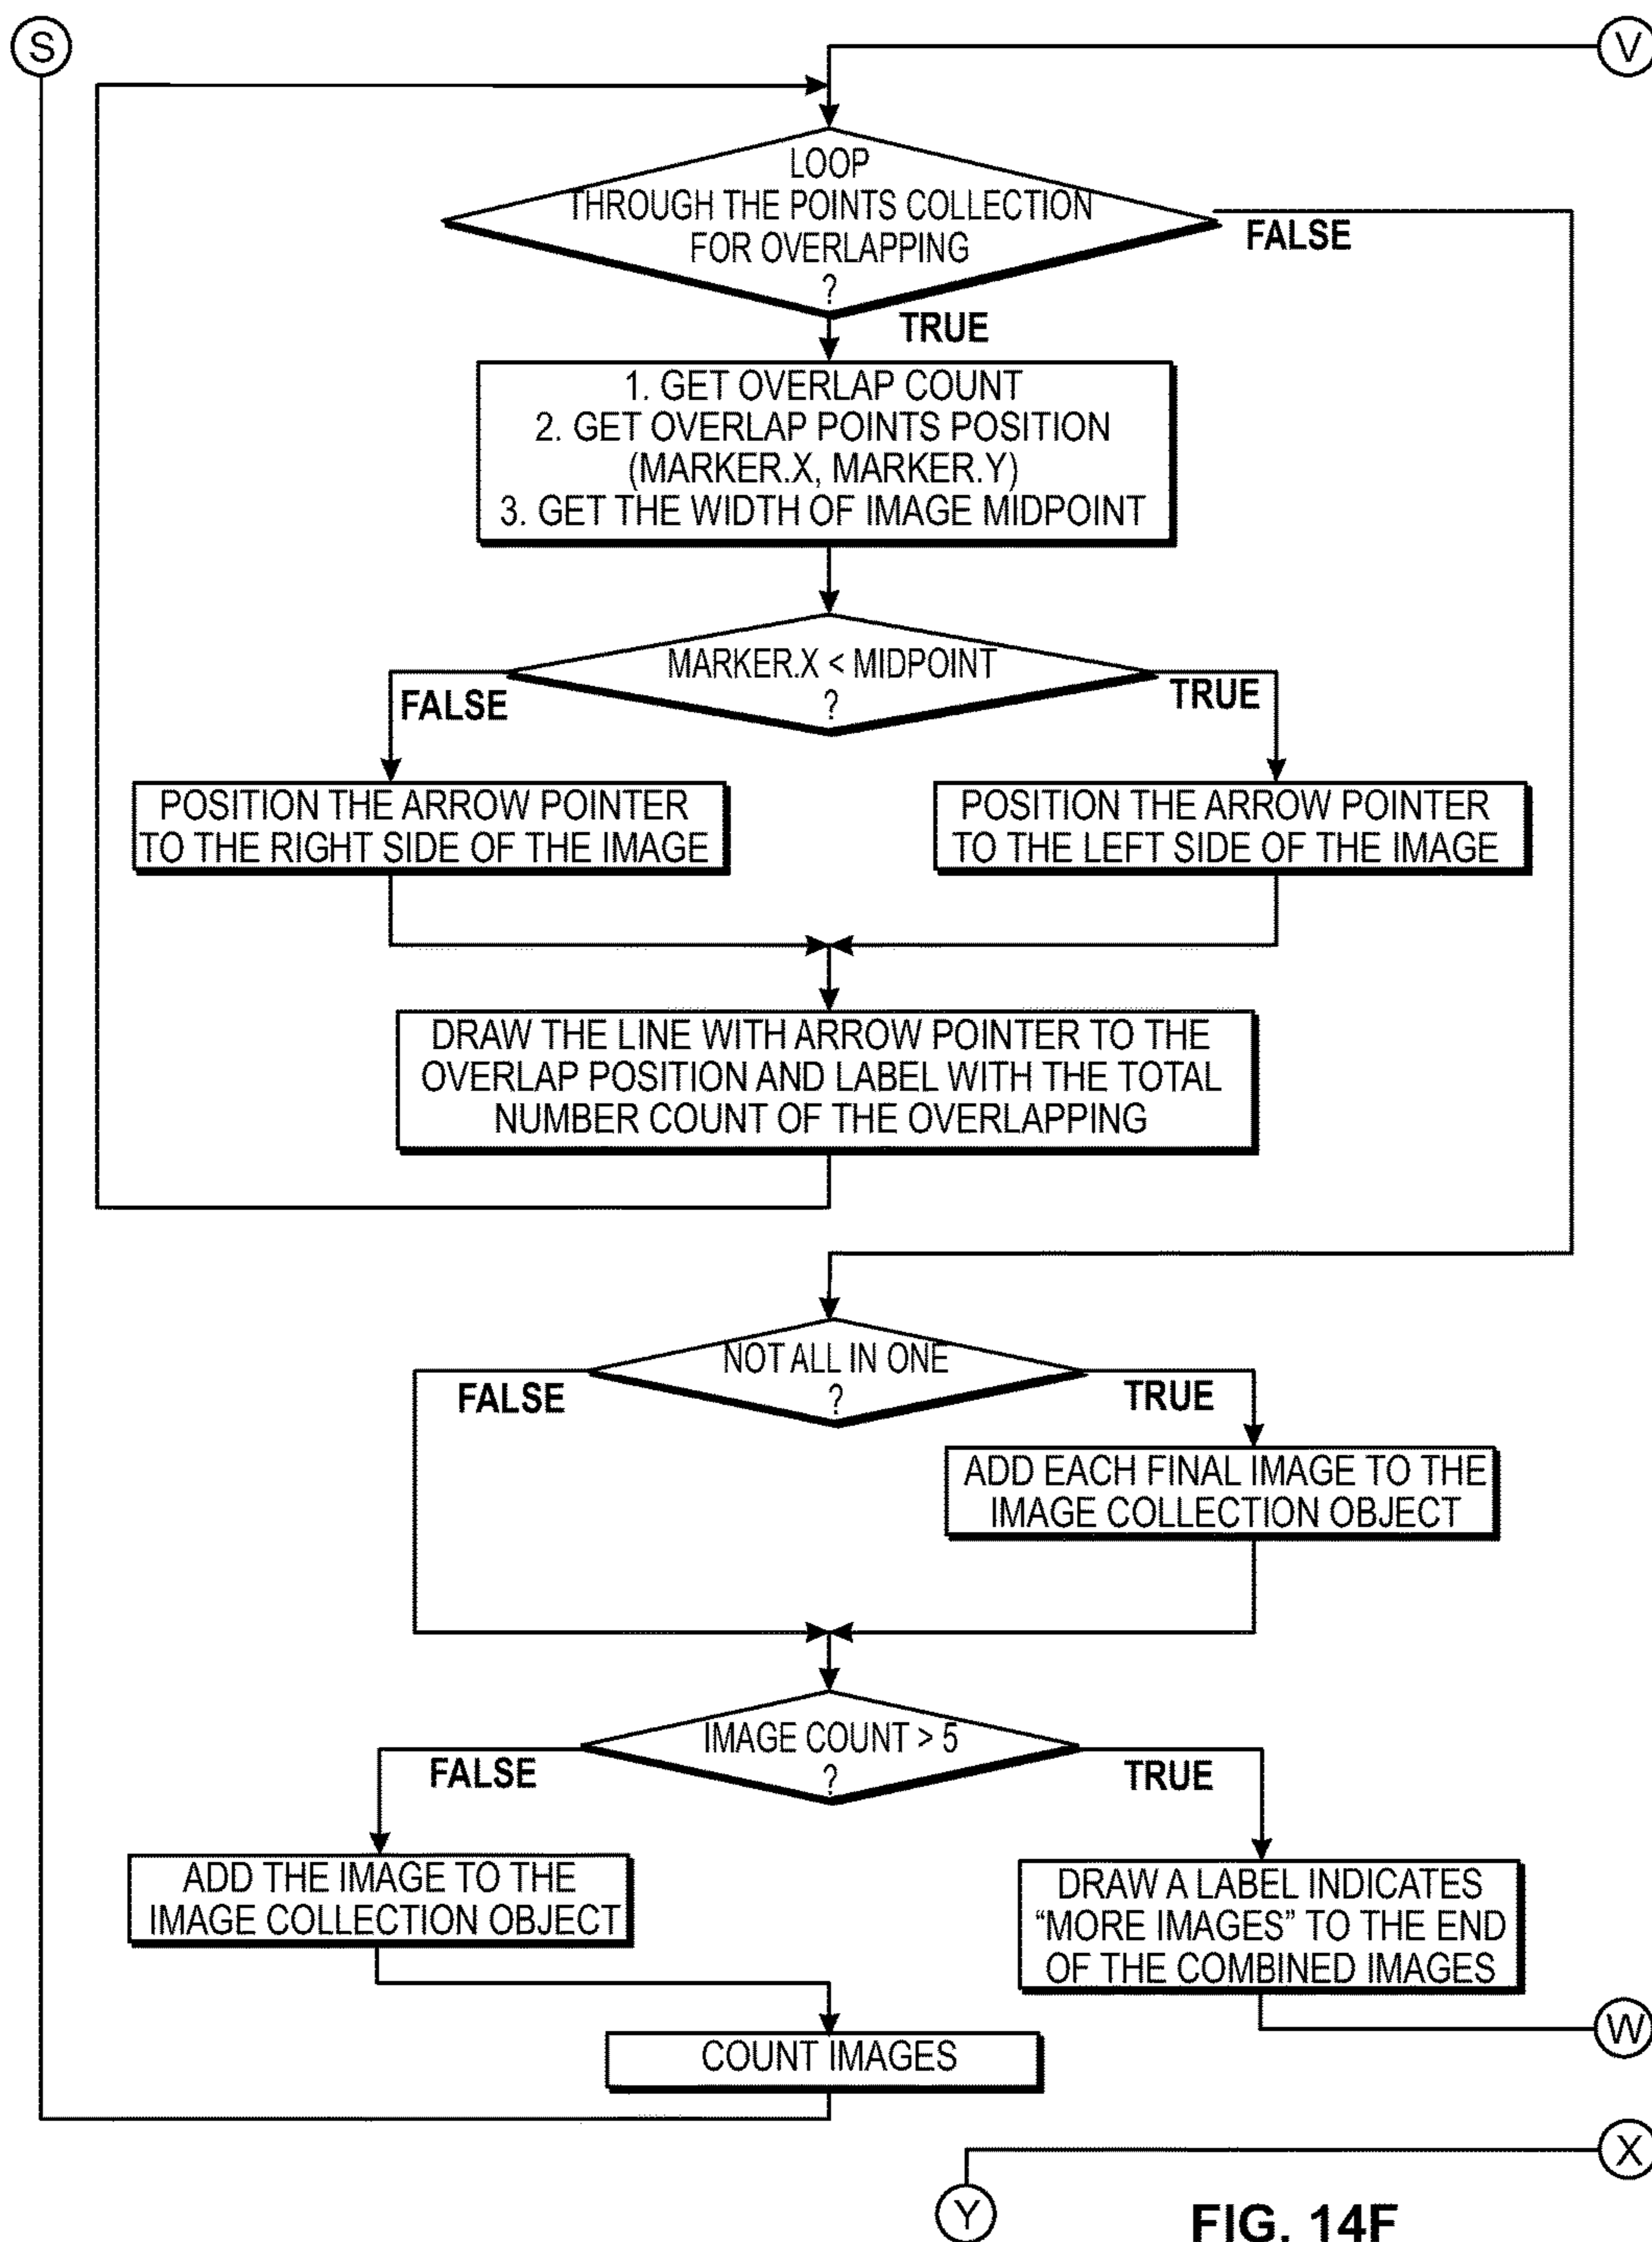 S
V
LOOP
THROUGH THE POINTS COLLECTION
FOR OVERLAPPING
?
FALSE
TRUE
1. GET OVERLAP COUNT
2. GET OVERLAP POINTS POSITION
(MARKER.X, MARKER.Y)
3. GET THE WIDTH OF IMAGE MIDPOINT
MARKER.X < MIDPOINT
?
FALSE
TRUE
POSITION THE ARROW POINTER
TO THE RIGHT SIDE OF THE IMAGE
POSITION THE ARROW POINTER
TO THE LEFT SIDE OF THE IMAGE
DRAW THE LINE WITH ARROW POINTER TO THE
OVERLAP POSITION AND LABEL WITH THE TOTAL
NUMBER COUNT OF THE OVERLAPPING
NOT ALL IN ONE
?
FALSE
TRUE
ADD EACH FINAL IMAGE TO THE
IMAGE COLLECTION OBJECT
IMAGE COUNT > 5
?
FALSE
TRUE
ADD THE IMAGE TO THE
IMAGE COLLECTION OBJECT
DRAW A LABEL INDICATES
“MORE IMAGES” TO THE END
OF THE COMBINED IMAGES
W
COUNT IMAGES
X
Y
FIG. 14F